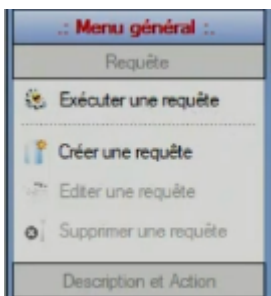 .: Menu général :.
Requête
Exécuter une requête
Créer une requête
Editer une requête
Supprimer une requête
Description et Action